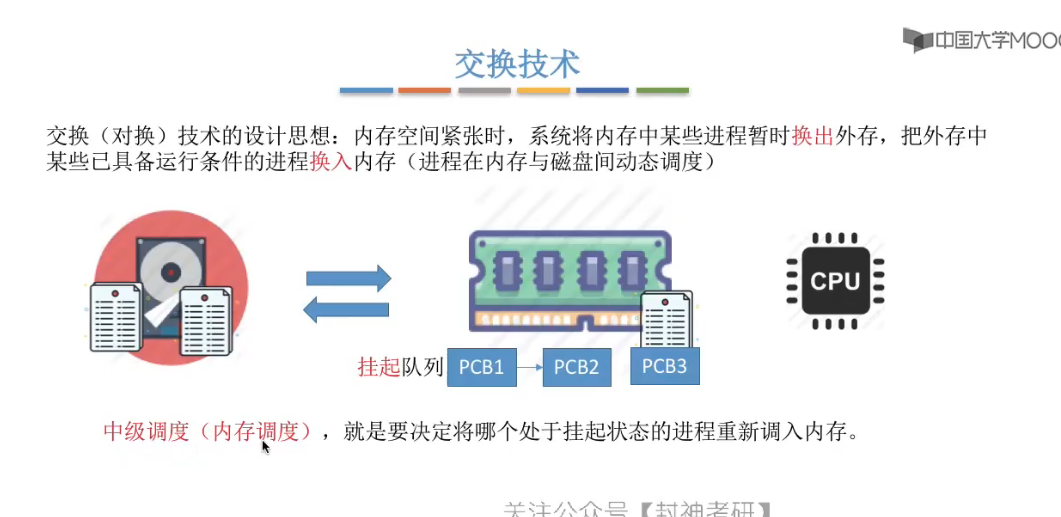 中国大学MOOC
交换技术
交换（对换）技术的设计思想：内存空间紧张时，系统将内存中某些进程暂时换出外存，把外存中
某些已具备运行条件的进程换入内存（进程在内存与磁盘间动态调度）
CPU
挂起队列 PCB1 PCB2 PCB3
中级调度（内存调度），就是要决定将哪个处于挂起状态的进程重新调入内存。
关注公众号【封神考研】